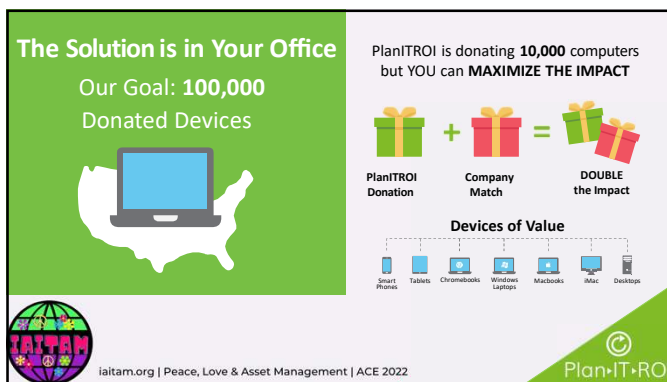 The Solution is in Your Office
Our Goal: 100,000
Donated Devices
PlanITROI is donating 10,000 computers
but YOU can MAXIMIZE THE IMPACT
+
=
PlanITROI
Donation
Company
Match
DOUBLE
the Impact
Devices of Value
Smart
Phones
Tablets
Chromebooks
Windows
Laptops
Macbooks
iMac
Desktops
IAITAM
iaitam.org | Peace, Love & Asset Management | ACE 2022
Plan IT ROI